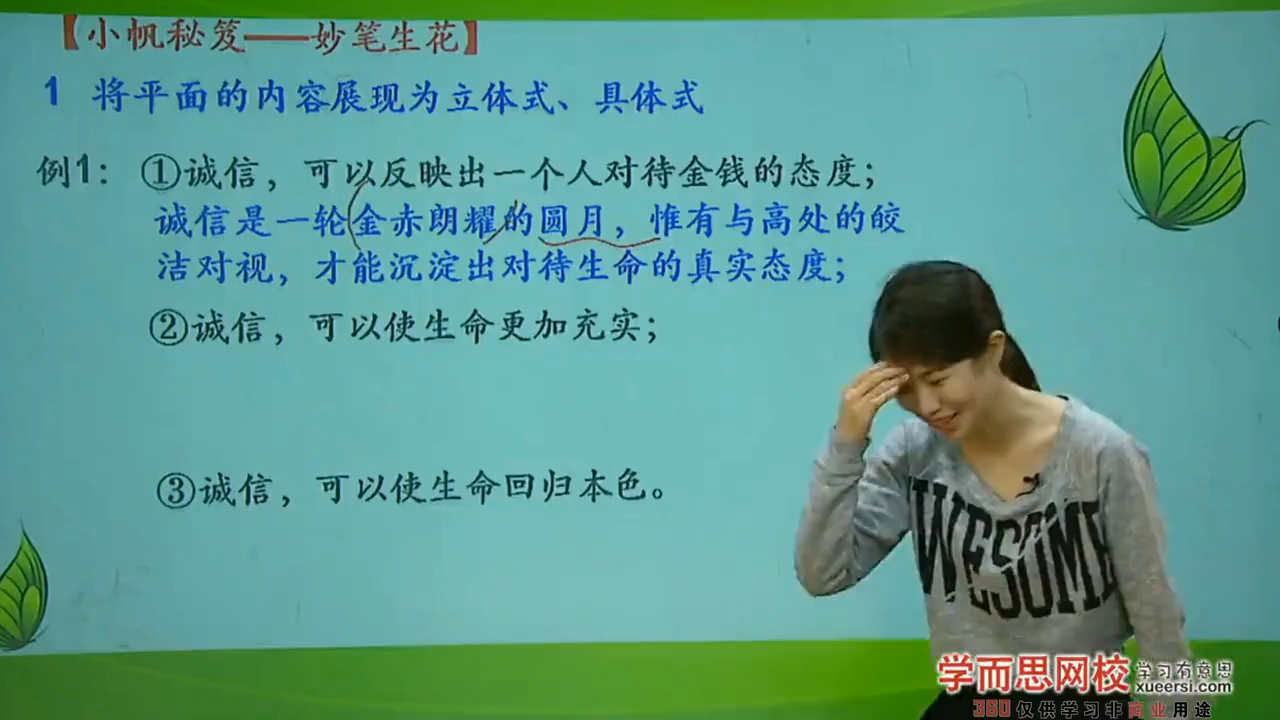 【小帆秘笈——妙笔生花】
1 将平面的内容展现为立体式、具体式
例1：①诚信，可以反映出一个人对待金钱的态度；
诚信是一轮金赤朗耀的圆月，惟有与高处的皎
洁对视，才能沉淀出对待生命的真实态度；
②诚信，可以使生命更加充实；
③诚信，可以使生命回归本色。
AWESOME
学而思网校 学习有意思
xueersi.com
360仅供学习非商业用途